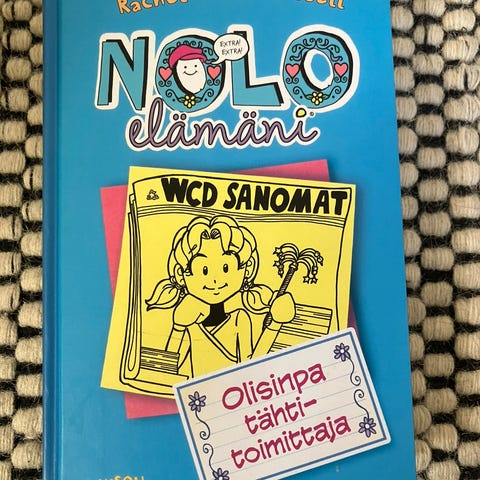 EXTRA!
EXTRA!
NOLO
elämäni
WCD SANOMAT
Olisinpa
tähti-
toimittaja